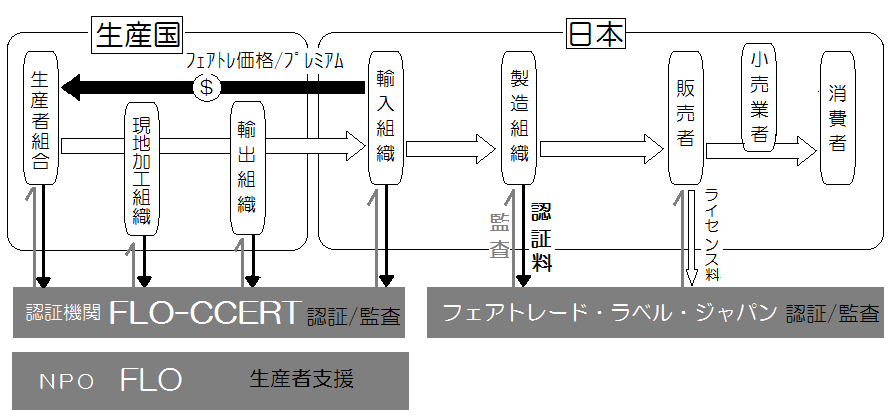 生産国
日本
フェアトレ価格/プレミアム
$
生産者組合
現地加工組織
輸出組織
輸入組織
製造組織
販売者
小売業者
消費者
監査
認証料
ライセンス料
認証機関 FLO-CCERT 認証/監査
フェアトレード・ラベル・ジャパン 認証/監査
NPO FLO 生産者支援